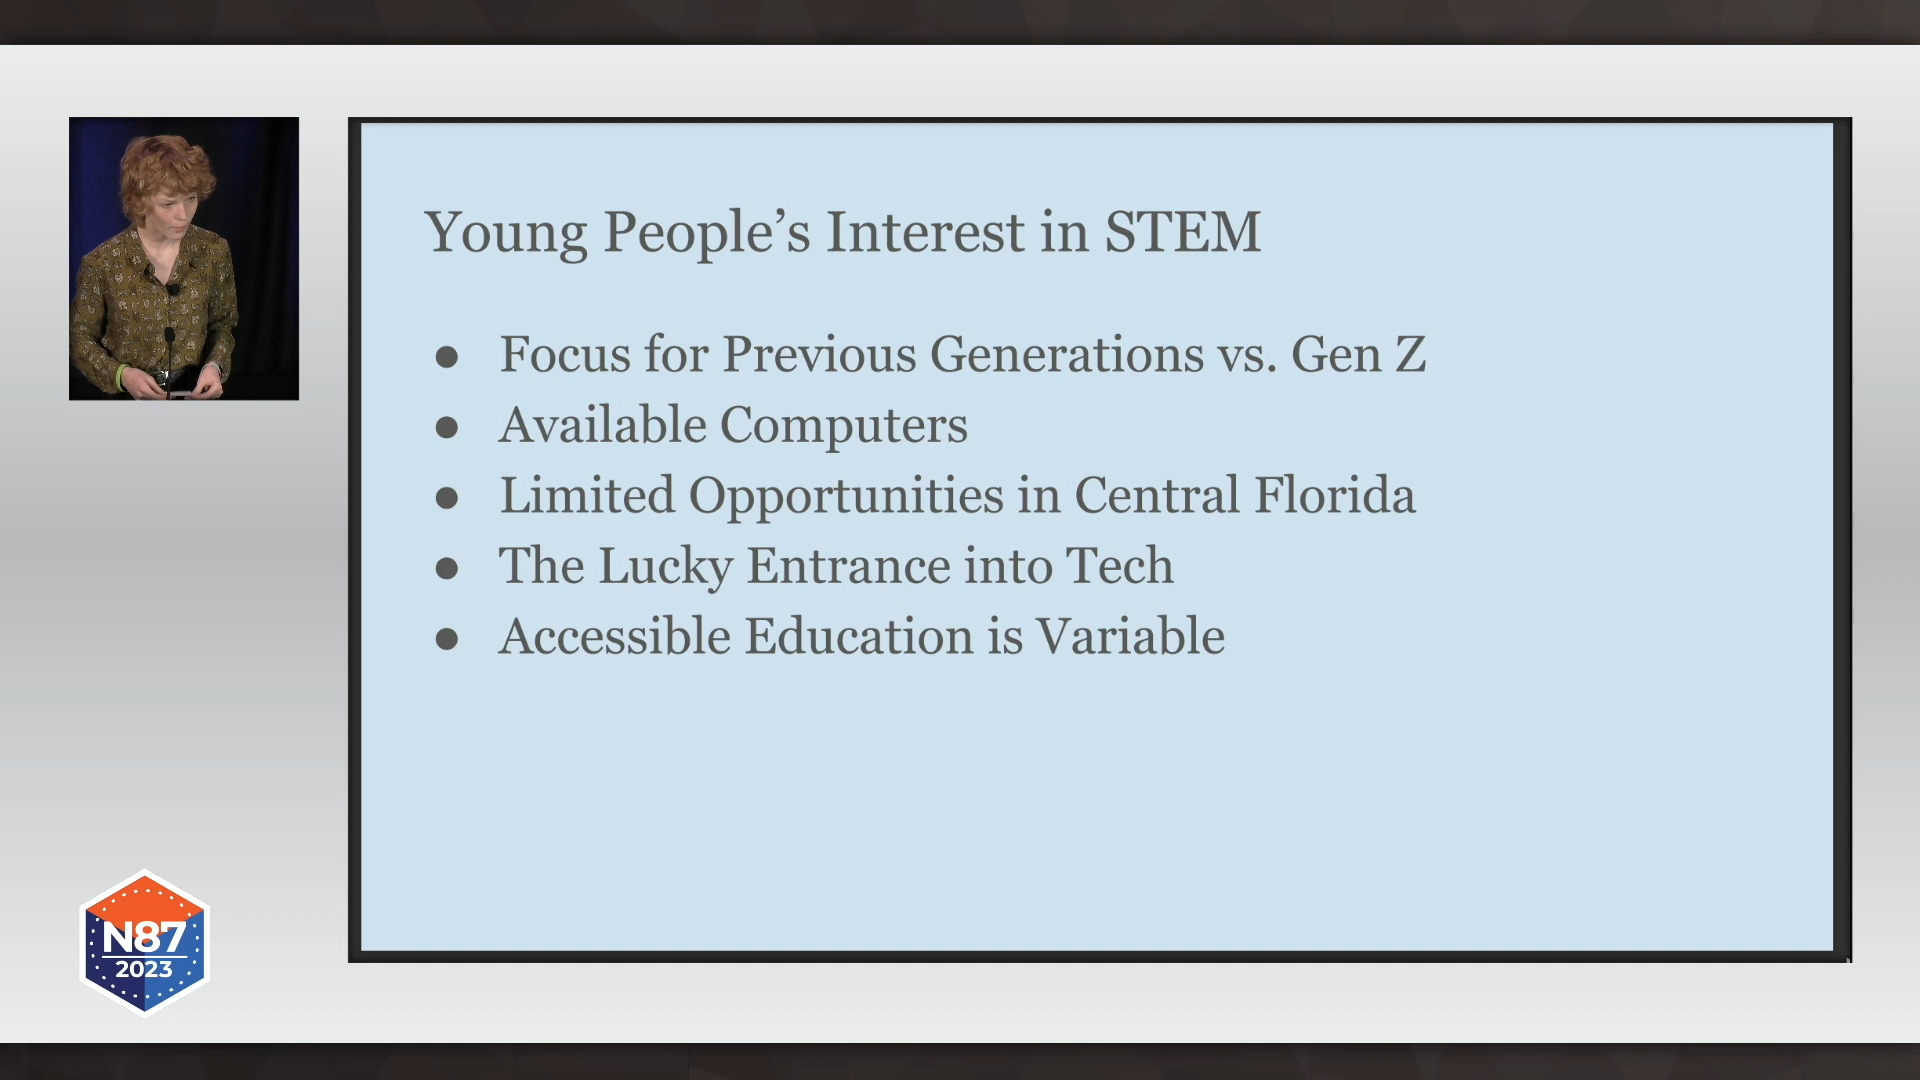 Young People’s Interest in STEM
● Focus for Previous Generations vs. Gen Z
● Available Computers
● Limited Opportunities in Central Florida
● The Lucky Entrance into Tech
● Accessible Education is Variable
N87
2023